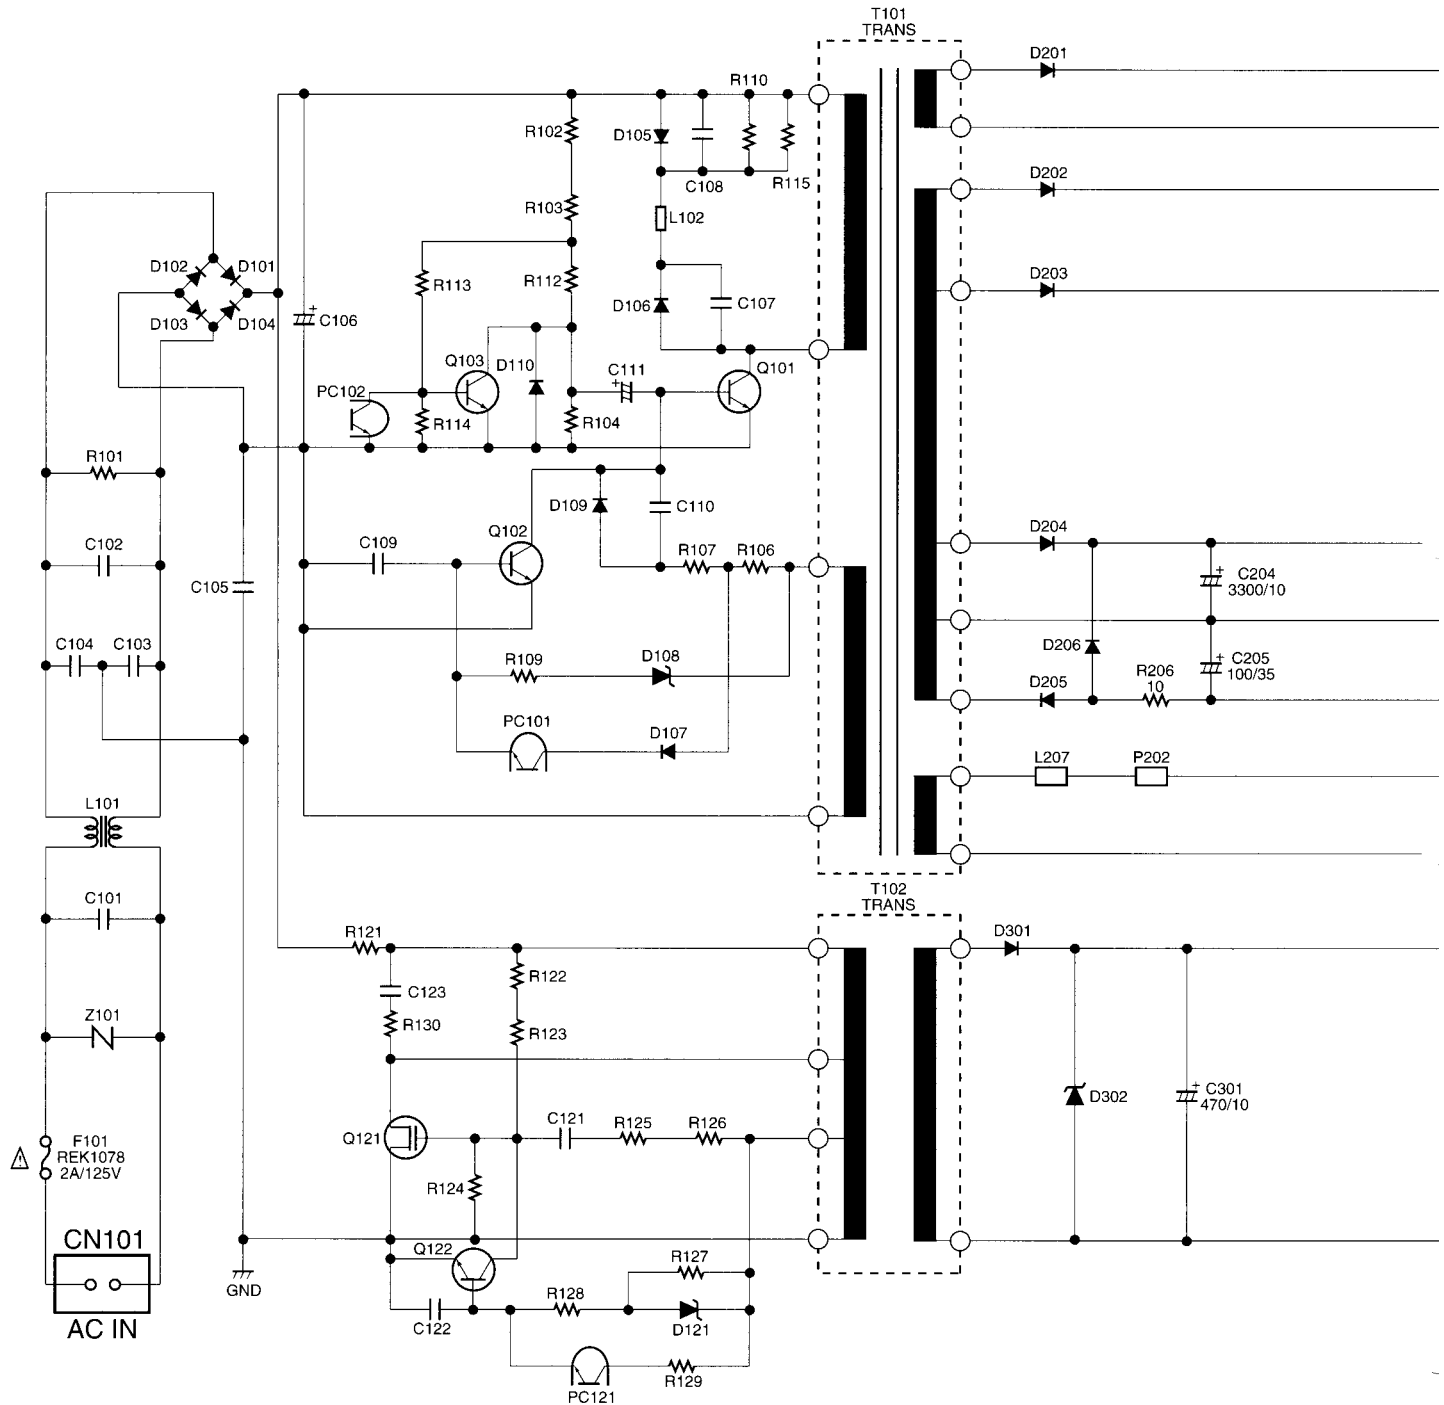 T101
TRANS
D201
R110
R102
D105
C108
R115
D202
R103
L102
D102
D101
R113
R112
D203
D103
D104
+
C106
D106
C107
Q103
D110
C111
+
Q101
PC102
R114
R104
R101
D109
C110
Q102
C109
R107
R106
D204
C102
C105
+
C204
3300/10
C104
C103
D206
+
C205
100/35
R109
D108
D205
R206
10
PC101
D107
L207
P202
L101
T102
TRANS
C101
R121
D301
R122
C123
Z101
R130
R123
D302
+
C301
470/10
Q121
C121
R125
R126
F101
REK1078
2A/125V
R124
CN101
Q122
R127
GND
R128
AC IN
C122
D121
PC121
R129